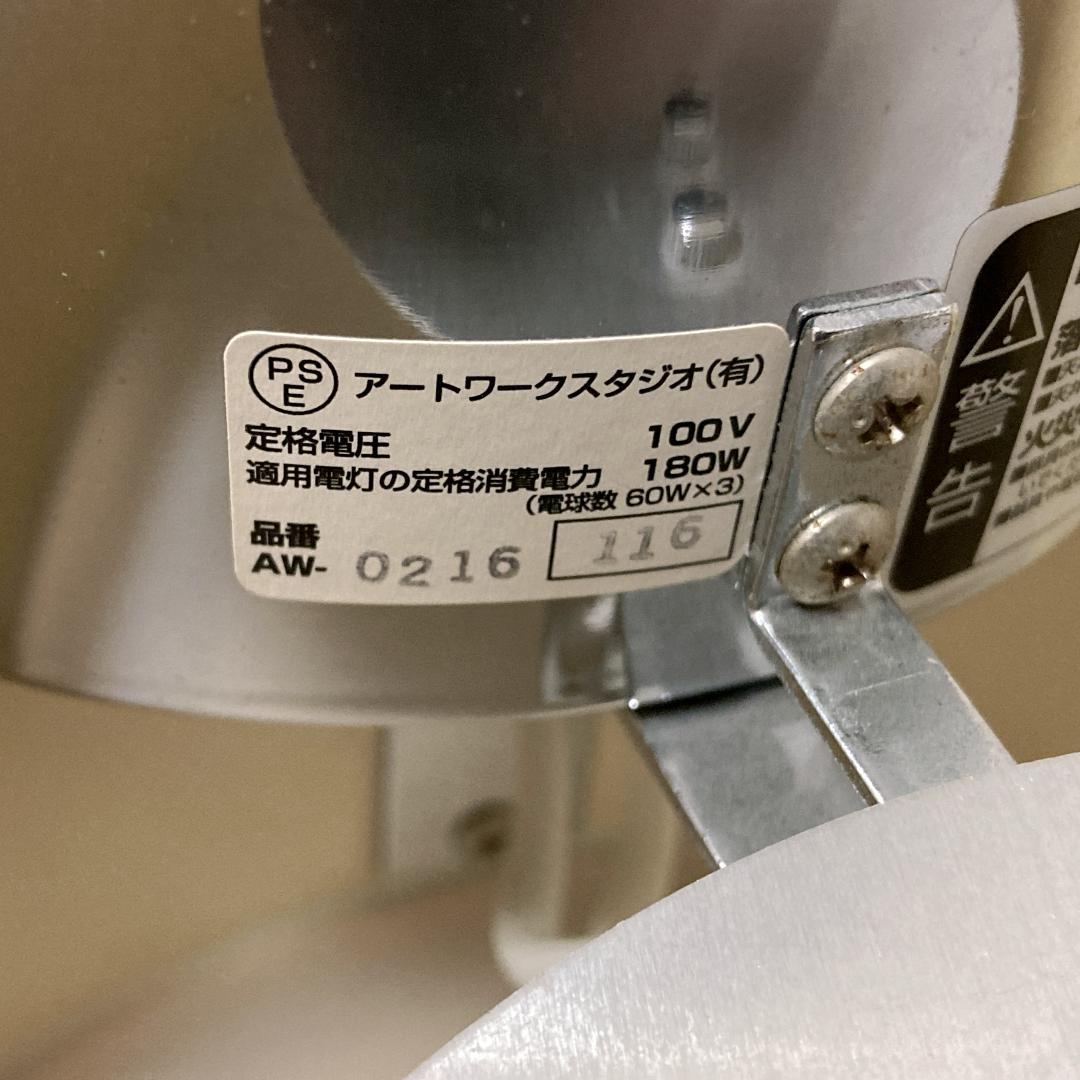 PSE アートワークスタジオ(有)
定格電圧 100V
適用電灯の定格消費電力 180W
(電球数 60W×3)
品番
AW- 0216 116
警告